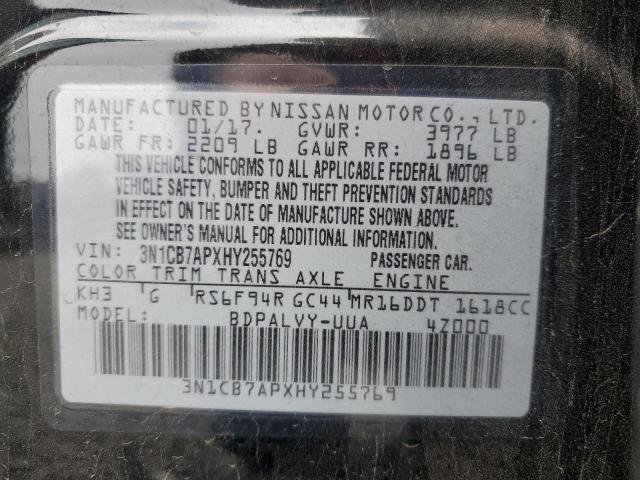 MANUFACTURED BY NISSAN MOTOR CO., LTD.
DATE: 01/17. GVWR: 3977 LB
GAWR FR: 2209 LB GAWR RR: 1896 LB
THIS VEHICLE CONFORMS TO ALL APPLICABLE FEDERAL MOTOR
VEHICLE SAFETY, BUMPER AND THEFT PREVENTION STANDARDS
IN EFFECT ON THE DATE OF MANUFACTURE SHOWN ABOVE.
SEE OWNER'S MANUAL FOR ADDITIONAL INFORMATION.
VIN: 3N1CB7APXHY255769 PASSENGER CAR.
COLOR TRIM TRANS AXLE ENGINE
KH3 G RS6F94R GC44 MR16DDT 1618CC
MODEL: BDPALVY-UUA 4Z000
3N1CB7APXHY255769